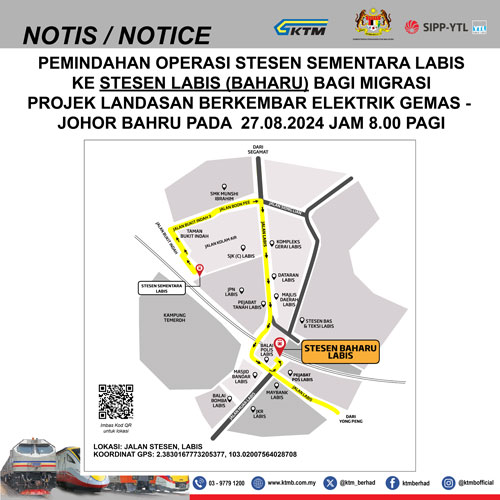 NOTIS / NOTICE
KTM
SIPP-YTL
YTL
PEMINDAHAN OPERASI STESEN SEMENTARA LABIS
KE STESEN LABIS (BAHARU) BAGI MIGRASI
PROJEK LANDASAN BERKEMBAR ELEKTRIK GEMAS -
JOHOR BAHRU PADA 27.08.2024 JAM 8.00 PAGI
DARI
SEGAMAT
SMK MUNSHI
IBRAHIM
JALAN BUKIT INDAH 2
JALAN BOON PEE
TAMAN
BUKIT INDAH
JALAN BUKIT INDAH
JALAN KOLAM AIR
JALAN LABIS
SJK (C) LABIS
KOMPLEKS
GERAI LABIS
STESEN SEMENTARA
LABIS
DATARAN
LABIS
JPN
LABIS
MAJLIS
DAERAH
LABIS
PEJABAT
TANAH LABIS
KAMPUNG
TEMERDH
STESEN BAS
& TEKSI LABIS
BALAI
POLIS
LABIS
STESEN BAHARU
LABIS
MASJID
BANDAR
LABIS
PEJABAT
POS LABIS
MAYBANK
LABIS
JALAN LABIS
BALAI
BOMBA
LABIS
JKR
LABIS
DARI
YONG PENG
Imbas Kod QR
untuk lokasi
LOKASI: JALAN STESEN, LABIS
KOORDINAT GPS: 2.3830167773205377, 103.02007564028708
03 - 9779 1200
www.ktmb.com.my
@ktm_berhad
ktmberhad
@ktmbofficial